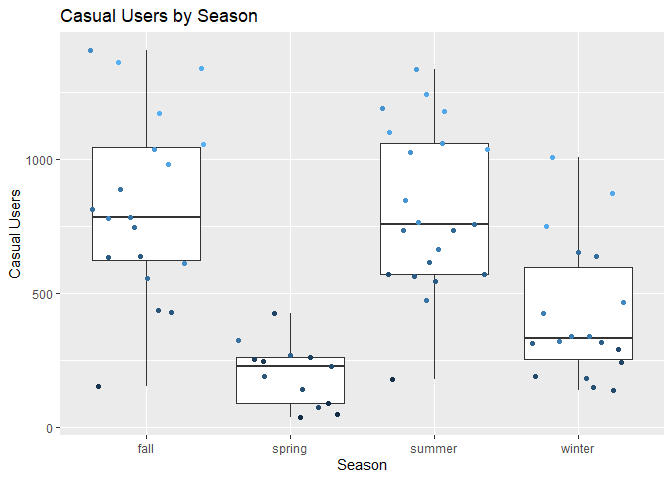 Casual Users by Season
Casual Users
1000
500
0
fall spring summer winter
Season